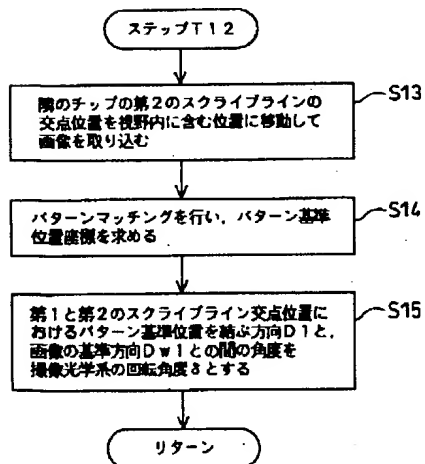 ステップT12
隣のチップの第2のスクライブラインの
交点位置を視野内に含む位置に移動して
画像を取り込む
S13
パターンマッチングを行い,パターン基準
位置座標を求める
S14
第1と第2のスクライブライン交点位置に
おけるパターン基準位置を結ぶ方向D1と,
画像の基準方向Dw1との間の角度を
撮像光学系の回転角度δとする
S15
リターン